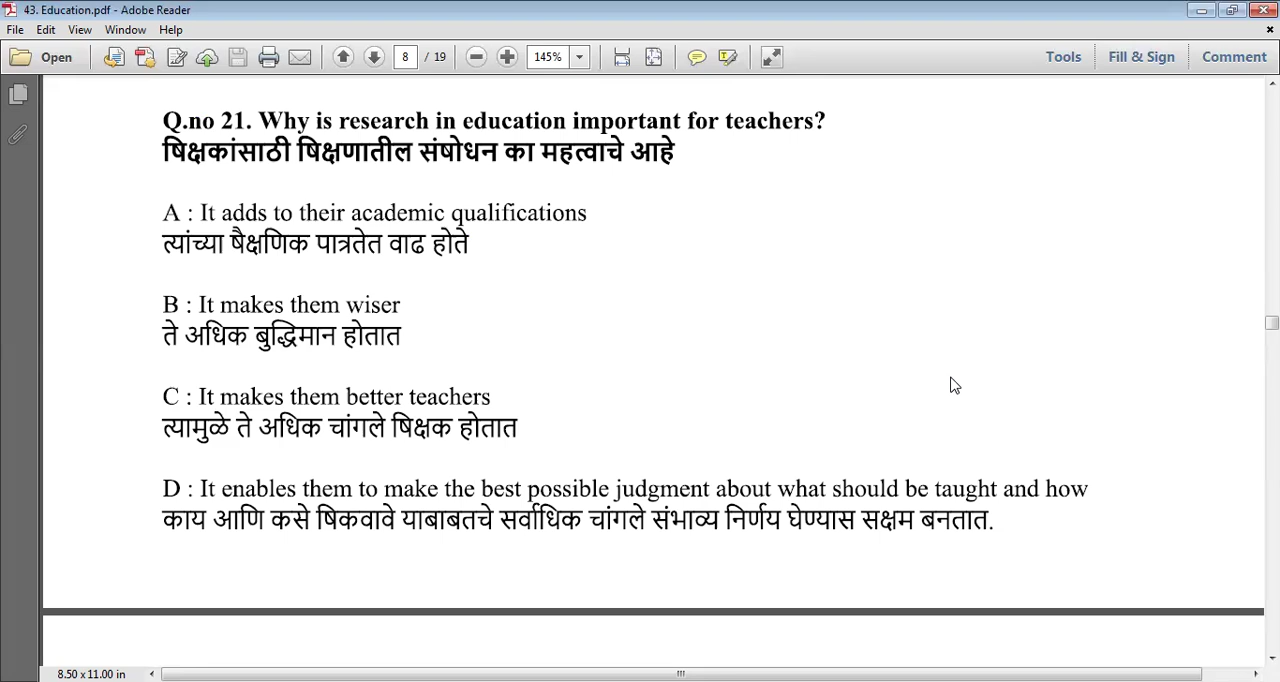 43. Education.pdf - Adobe Reader
File Edit View Window Help
Open 8 / 19 145% Tools Fill & Sign Comment
Q.no 21. Why is research in education important for teachers?
षिक्षकांसाठी षिक्षणातील संषोधन का महत्वाचे आहे
A : It adds to their academic qualifications
त्यांच्या षैक्षणिक पात्रतेत वाढ होते
B : It makes them wiser
ते अधिक बुद्धिमान होतात
C : It makes them better teachers
त्यामुळे ते अधिक चांगले षिक्षक होतात
D : It enables them to make the best possible judgment about what should be taught and how
काय आणि कसे षिकवावे याबाबतचे सर्वाधिक चांगले संभाव्य निर्णय घेण्यास सक्षम बनतात.
8.50 x 11.00 in